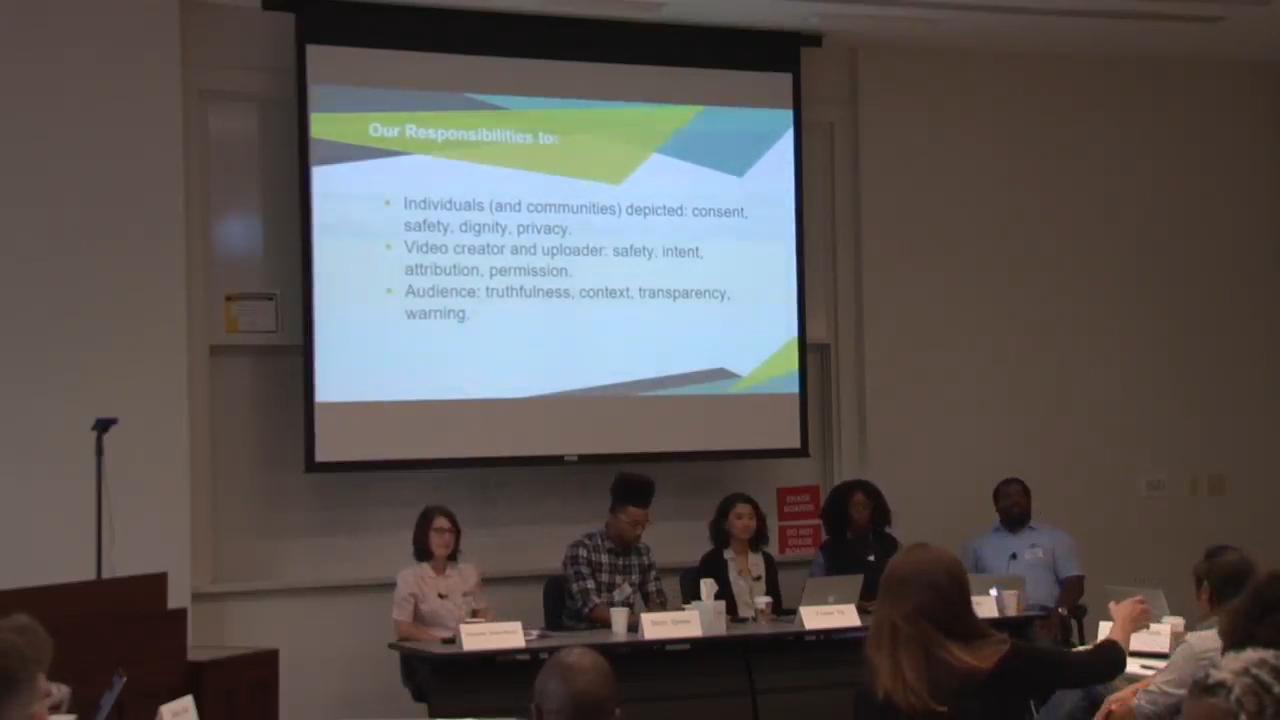 Our Responsibilities to:
Individuals (and communities) depicted: consent,
safety, dignity, privacy.
Video creator and uploader: safety, intent,
attribution, permission.
Audience: truthfulness, context, transparency,
warning.
ERASE
BOARDS
DO NOT
ERASE
BOARDS